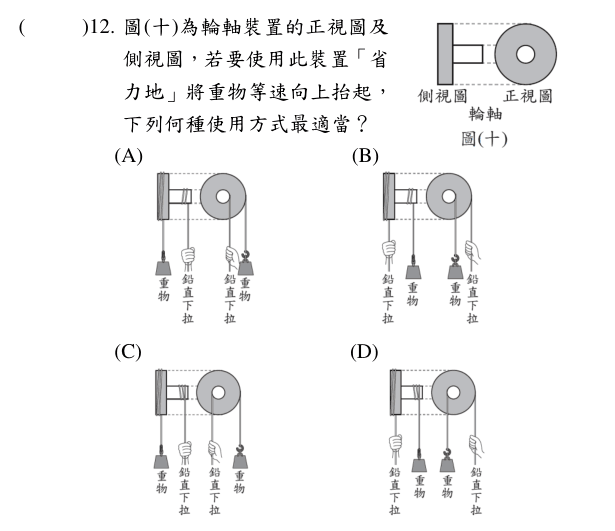 (    )12. 圖(十)為輪軸裝置的正視圖及
側視圖，若要使用此裝置「省
力地」將重物等速向上抬起，
下列何種使用方式最適當？
側視圖 正視圖
輪軸
圖(十)
(A)
重物 鉛直下拉 鉛直下拉 重物
(B)
鉛直下拉 重物 重物 鉛直下拉
(C)
重物 鉛直下拉 鉛直下拉 重物
(D)
鉛直下拉 重物 重物 鉛直下拉